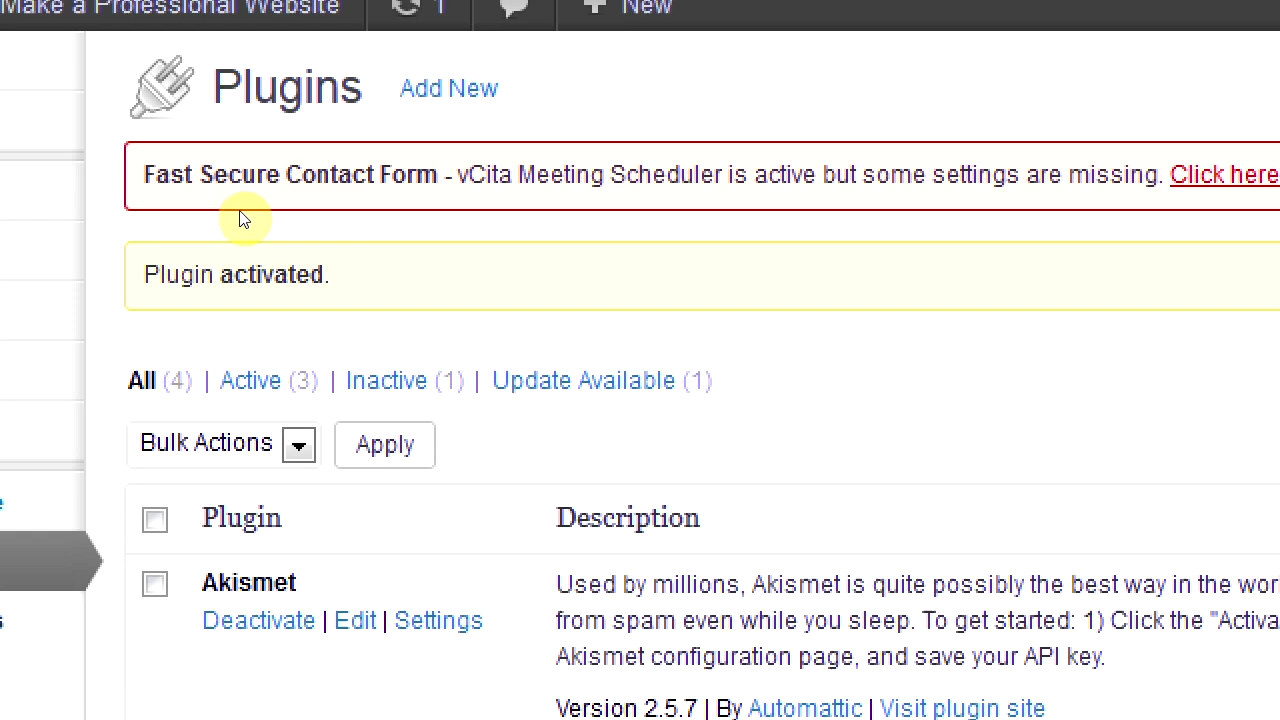 Make a Professional Website 1 New
Plugins Add New
Fast Secure Contact Form - vCita Meeting Scheduler is active but some settings are missing. Click here
Plugin activated.
All (4) | Active (3) | Inactive (1) | Update Available (1)
Bulk Actions Apply
Plugin Description
Akismet Used by millions, Akismet is quite possibly the best way in the wor
Deactivate | Edit | Settings from spam even while you sleep. To get started: 1) Click the "Activa
Akismet configuration page, and save your API key.
Version 2.5.7 | By Automattic | Visit plugin site